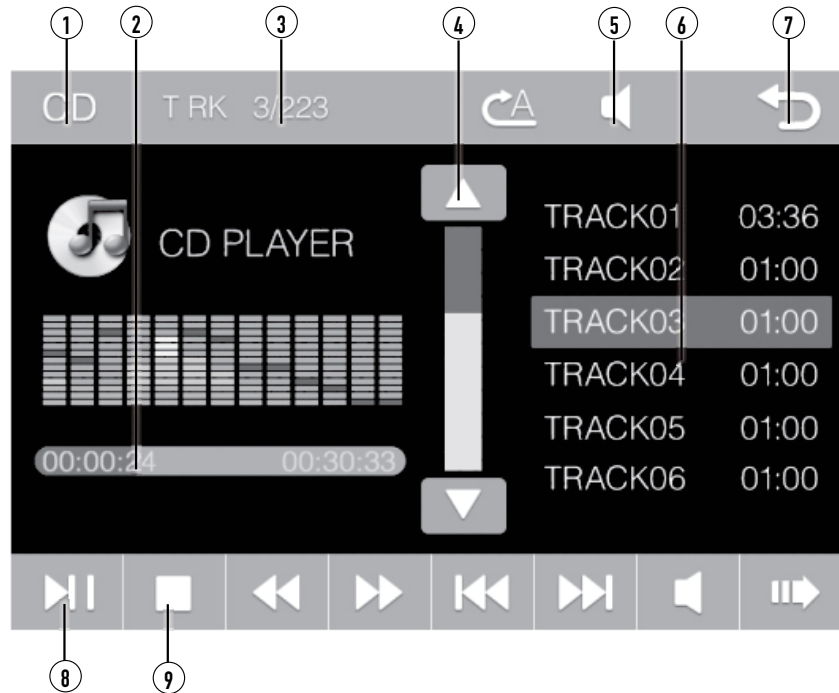 1 2 3 4 5 6 7
CD T RK 3/223 A
CD PLAYER
00:00:24 00:30:33
TRACK01 03:36
TRACK02 01:00
TRACK03 01:00
TRACK04 01:00
TRACK05 01:00
TRACK06 01:00
8 9